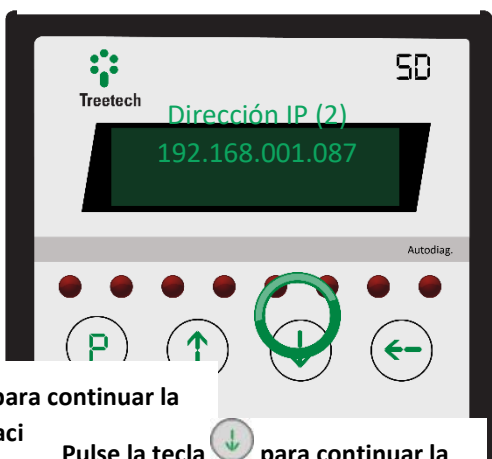 SD
Treetech
Dirección IP (2)
192.168.001.087
Autodiag.
P
para continuar la
aci
Pulse la tecla para continuar la